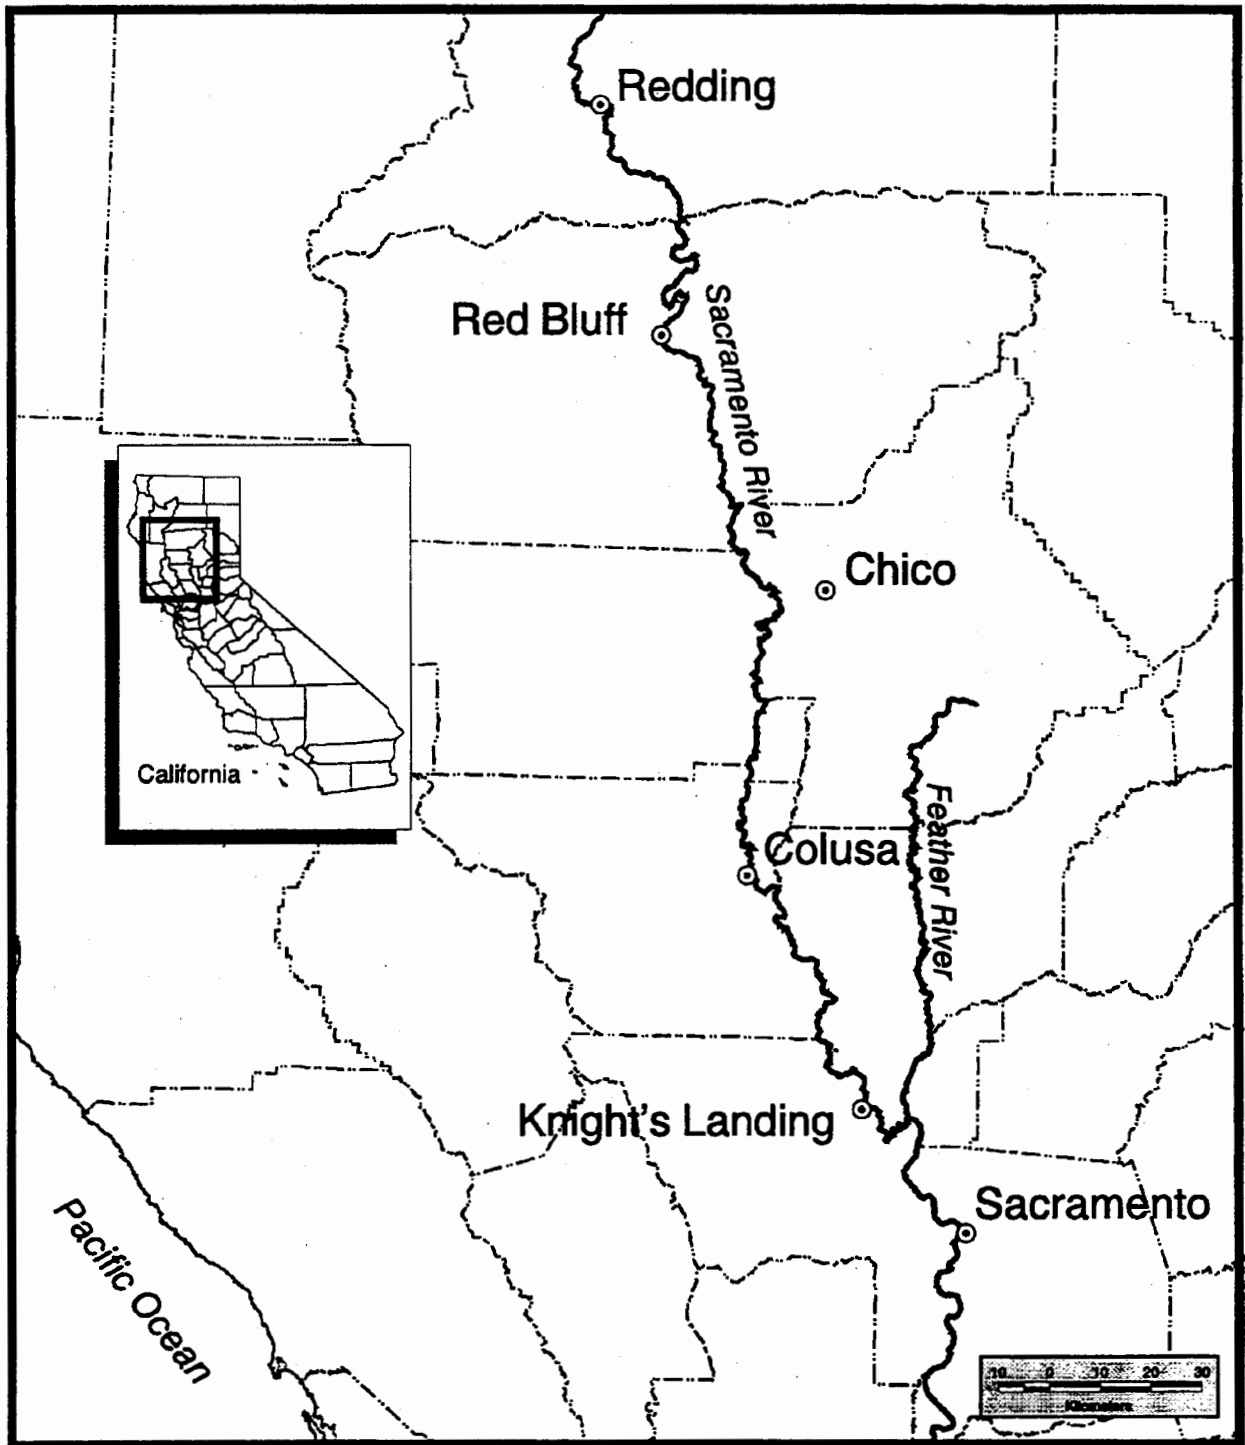 Redding
Red Bluff
Sacramento River
Chico
California
Colusa
Feather River
Knight's Landing
Sacramento
Pacific Ocean
10 0 10 20 30
Kilometers